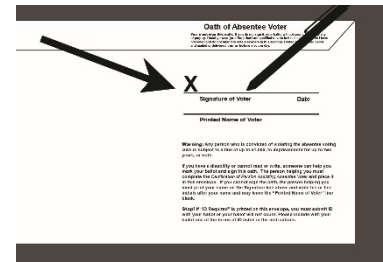 Oath of Absentee Voter
X
Signature of Voter Date
Printed Name of Voter
Warning: Any person who is convicted of violating the absentee voting
law is subject to a fine of up to $1,000, to imprisonment for up to two
years, or both.
If you have a disability or cannot read or write, someone can help you
mark your ballot and sign this oath. The person helping you must
complete the Certification of Person Assisting Absentee Voter and place it
in this envelope. If you cannot sign the oath, the person helping you
must print your name on the Signature line above and write his or her
initials after your name and may leave the "Printed Name of Voter" line
blank.
Stop! If "ID Required" is printed on this envelope, you must submit ID
with your ballot or your ballot will not count. Please include with your
ballot one of the forms of ID listed in the instructions.